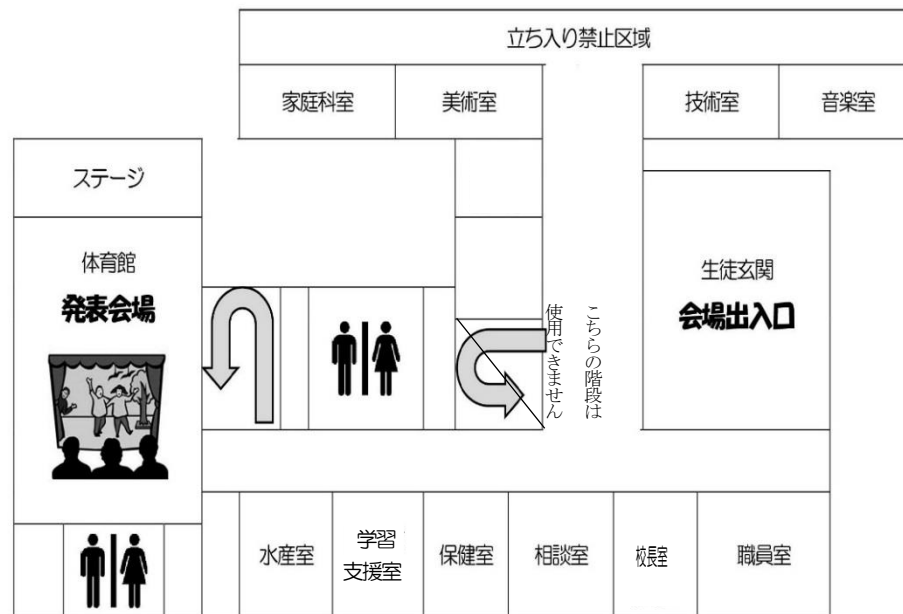 立ち入り禁止区域
家庭科室
美術室
技術室
音楽室
ステージ
体育館
発表会場
生徒玄関
会場出入口
こちらの階段は
使用できません
水産室
学習
支援室
保健室
相談室
校長室
職員室